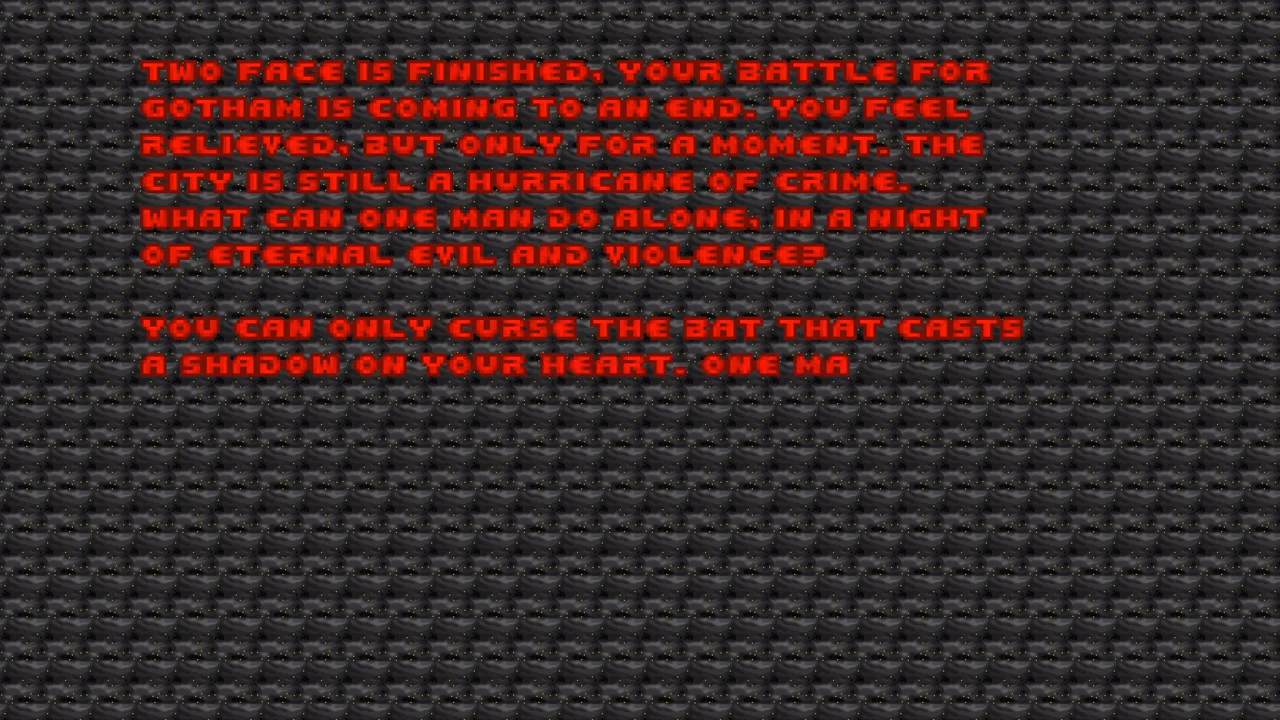 TWO FACE IS FINISHED, YOUR BATTLE FOR
GOTHAM IS COMING TO AN END. YOU FEEL
RELIEVED, BUT ONLY FOR A MOMENT. THE
CITY IS STILL A HURRICANE OF CRIME.
WHAT CAN ONE MAN DO ALONE, IN A NIGHT
OF ETERNAL EVIL AND VIOLENCE?
YOU CAN ONLY CURSE THE BAT THAT CASTS
A SHADOW ON YOUR HEART. ONE MA